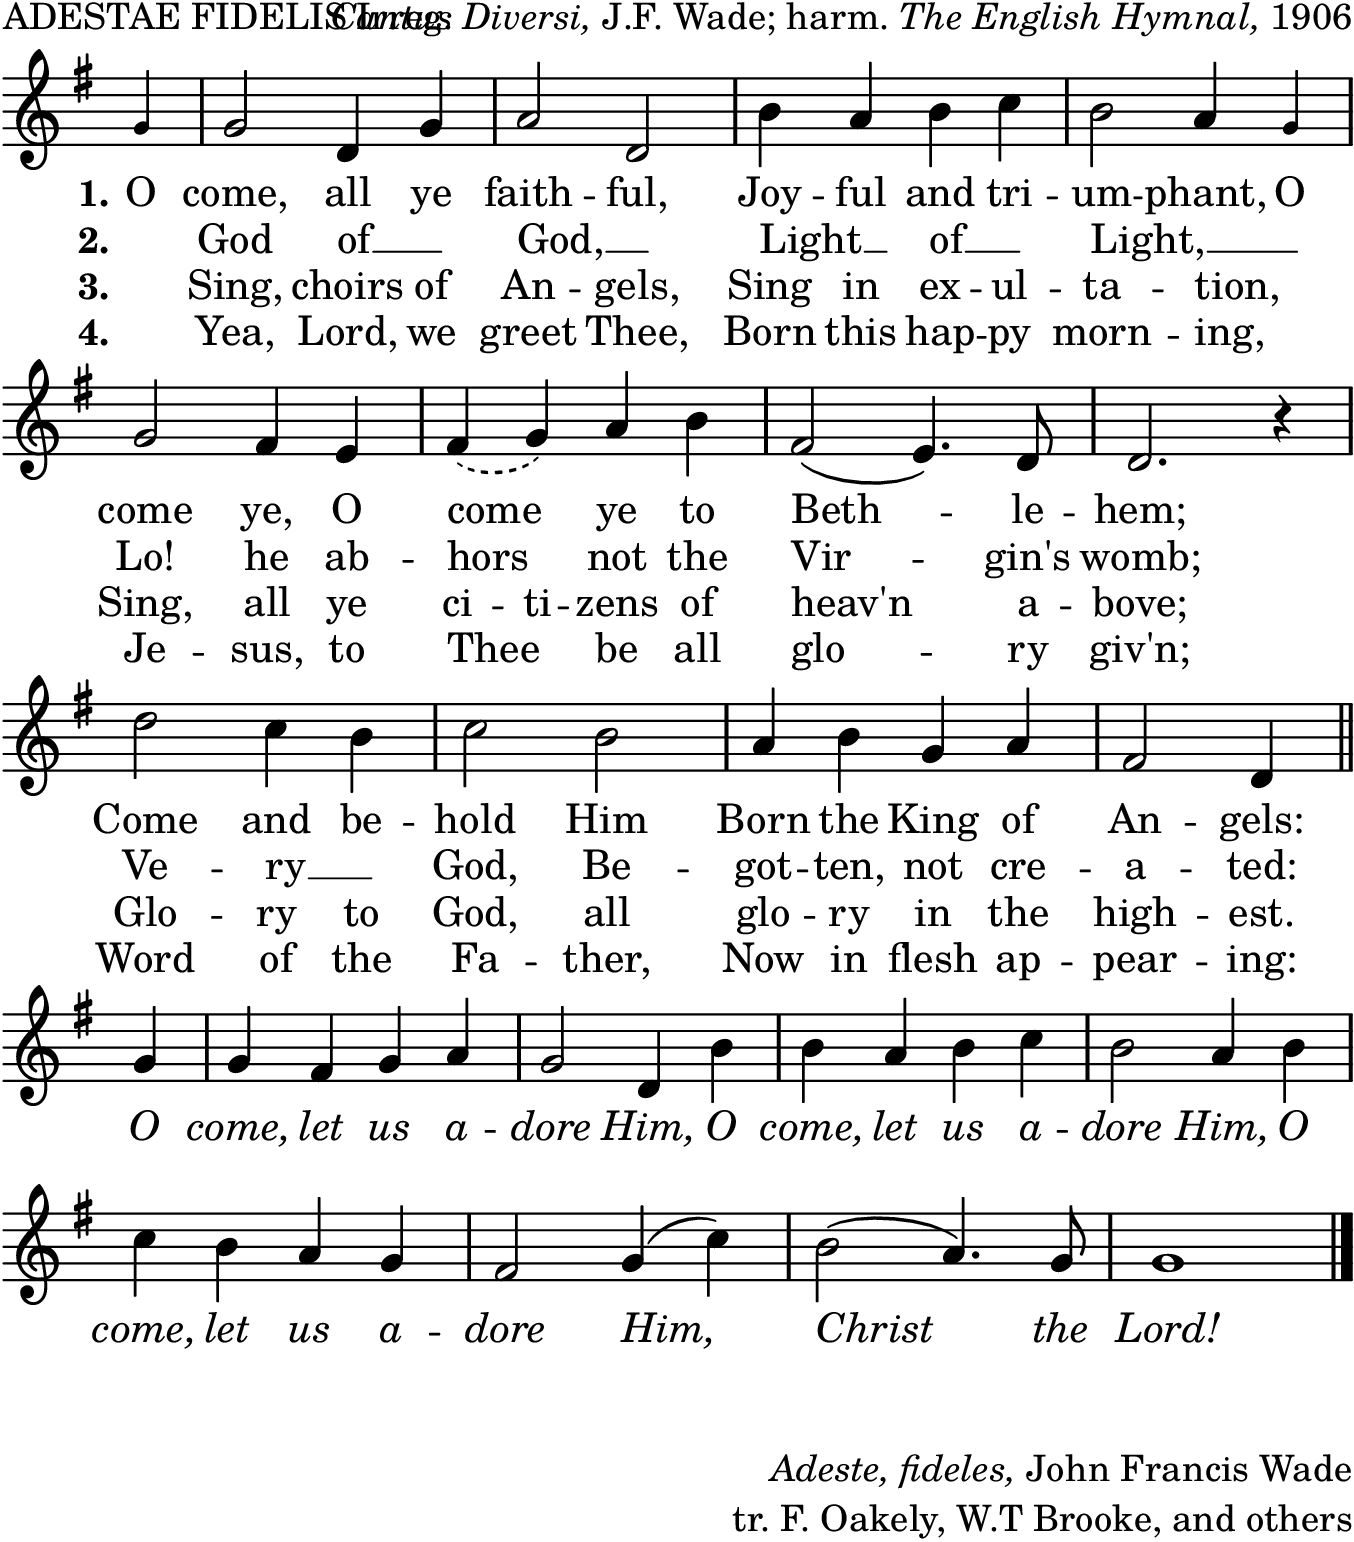 ADESTAE FIDELIS Irreg. Cantus Diversi, J.F. Wade; harm. The English Hymnal, 1906
1. O come, all ye faith - ful, Joy - ful and tri - um - phant, O
2. God of __ God, __ Light __ of __ Light, __
3. Sing, choirs of An - gels, Sing in ex - ul - ta - tion,
4. Yea, Lord, we greet Thee, Born this hap - py morn - ing,
come ye, O come ye to Beth - le - hem;
Lo! he ab - hors not the Vir - gin's womb;
Sing, all ye ci - ti - zens of heav'n a - bove;
Je - sus, to Thee be all glo - ry giv'n;
Come and be - hold Him Born the King of An - gels:
Ve - ry __ God, Be - got - ten, not cre - a - ted:
Glo - ry to God, all glo - ry in the high - est.
Word of the Fa - ther, Now in flesh ap - pear - ing:
O come, let us a - dore Him, O come, let us a - dore Him, O
come, let us a - dore Him, Christ the Lord!
Adeste, fideles, John Francis Wade
tr. F. Oakely, W.T Brooke, and others